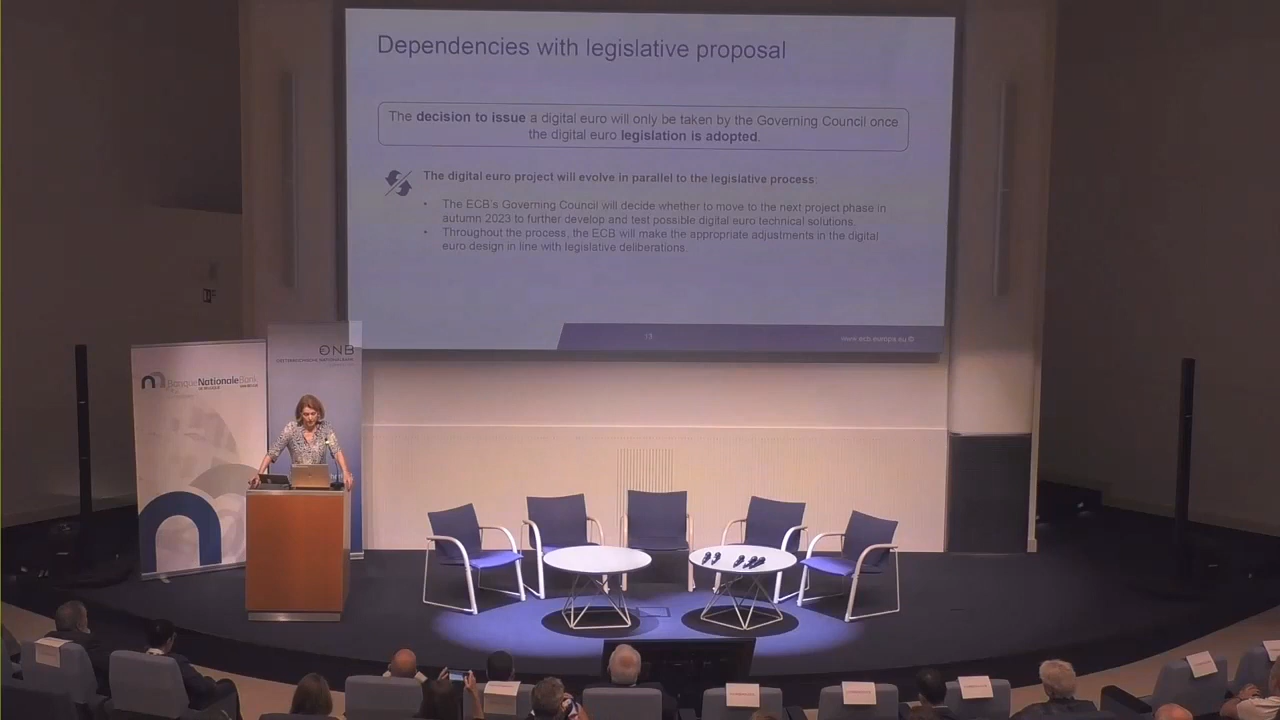 Dependencies with legislative proposal
The decision to issue a digital euro will only be taken by the Governing Council once
the digital euro legislation is adopted.
The digital euro project will evolve in parallel to the legislative process:
• The ECB's Governing Council will decide whether to move to the next project phase in
autumn 2023 to further develop and test possible digital euro technical solutions.
• Throughout the process, the ECB will make the appropriate adjustments in the digital
euro design in line with legislative deliberations.
13
www.ecb.europa.eu ©
ONB
OESTERREICHISCHE NATIONALBANK
BanqueNationaleBank